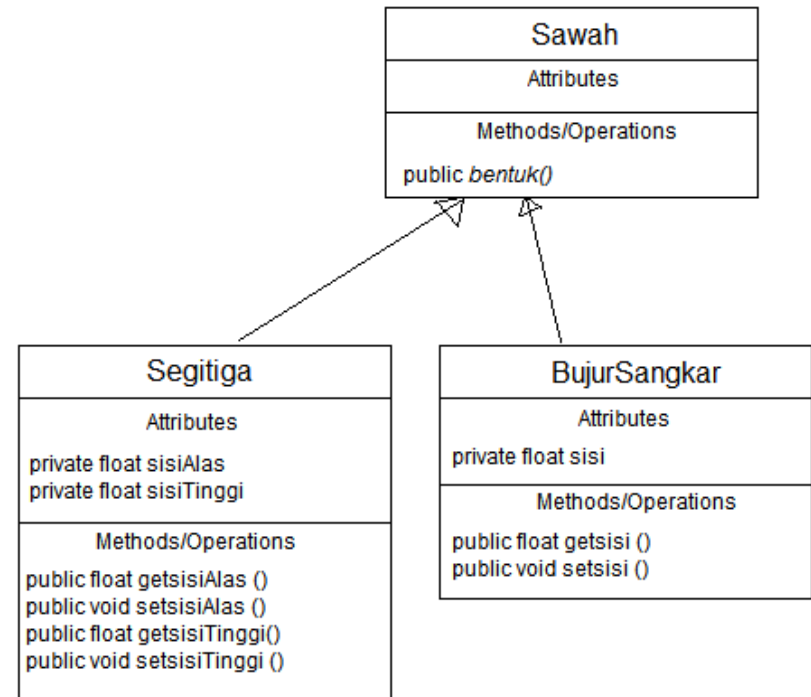 Sawah
Attributes
Methods/Operations
public bentuk()
Segitiga
Attributes
private float sisiAlas
private float sisiTinggi
Methods/Operations
public float getsisiAlas ()
public void setsisiAlas ()
public float getsisiTinggi()
public void setsisiTinggi ()
BujurSangkar
Attributes
private float sisi
Methods/Operations
public float getsisi ()
public void setsisi ()